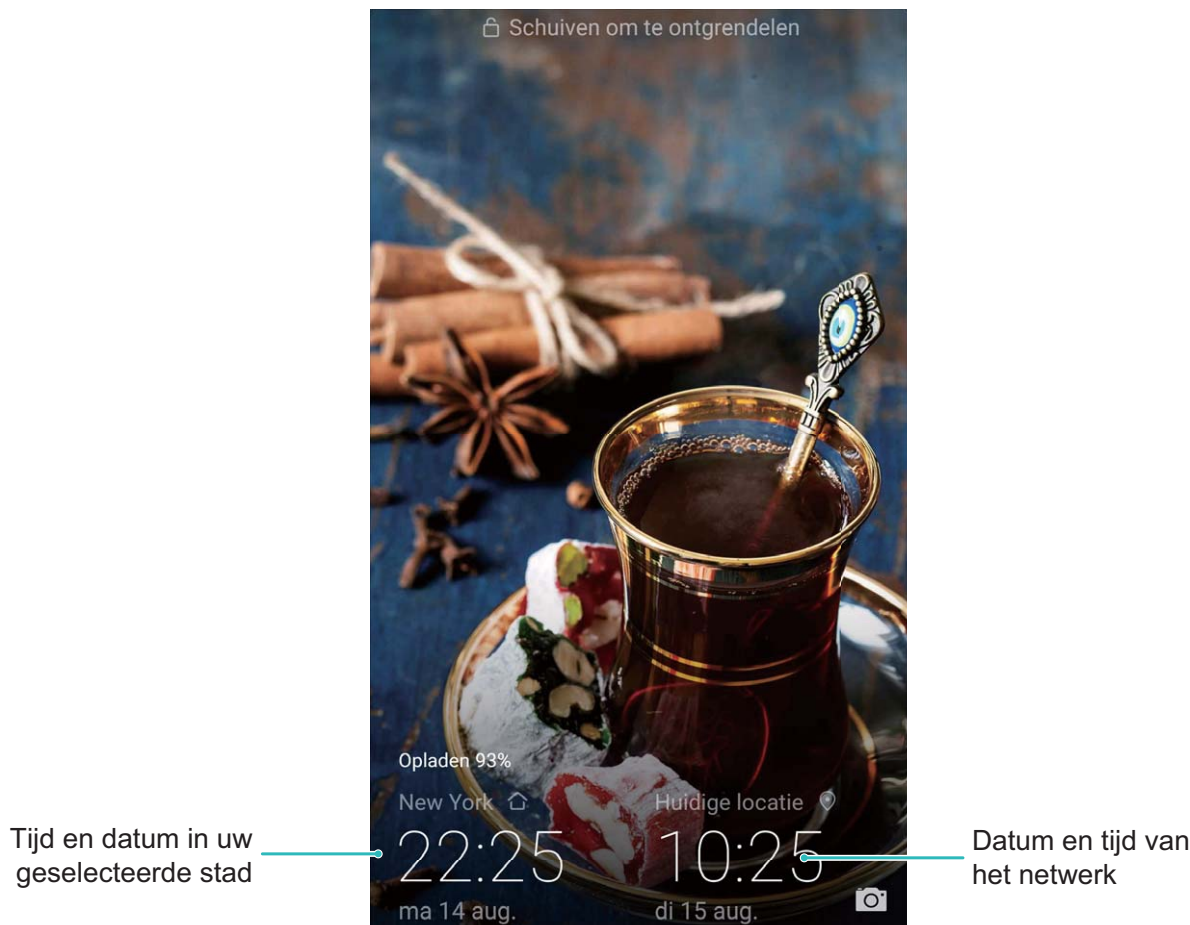 Schuiven om te ontgrendelen
Opladen 93%
New York
Huidige locatie
22:25
10:25
ma 14 aug.
di 15 aug.
Tijd en datum in uw
geselecteerde stad
Datum en tijd van
het netwerk